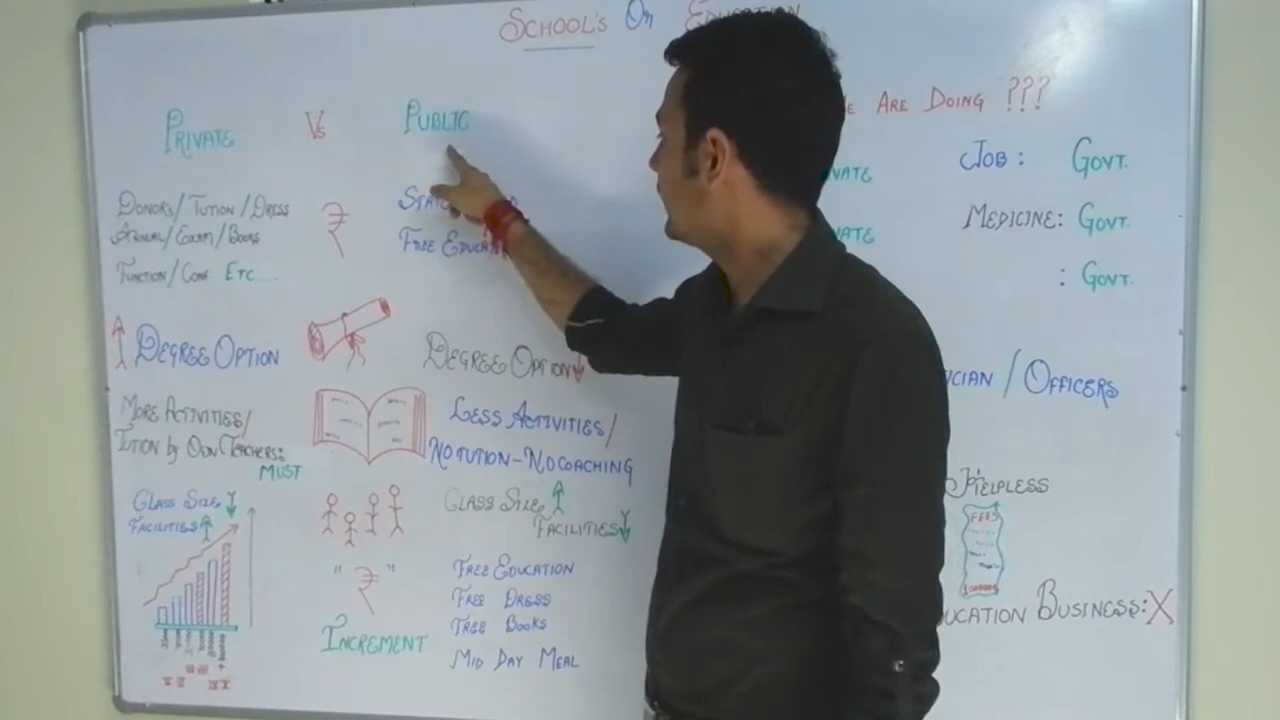 SCHOOL'S On EDUCATION
PRIVATE Vs PUBLIC
ARE DOING ???
DONORS/TUTION/DRESS
/EXAM/BOOKS
FUNCTION/CONF ETC....
₹
FREE
VATE
VATE
JOB: GOVT.
MEDICINE: GOVT.
: GOVT.
DEGREE OPTION
DEGREE OPTION
ICIAN / OFFICERS
MORE ACTIVITIES/
TUTION by OWN TEACHERS:
MUST
LESS ACTIVITIES/
NO TUTION-NO COACHING
CLASS SIZE
FACILITIES
CLASS SIZE
FACILITIES
HELPLESS
FEES
"₹"
INCREMENT
FREE EDUCATION
FREE DRESS
FREE BOOKS
MID DAY MEAL
UCATION BUSINESS:X